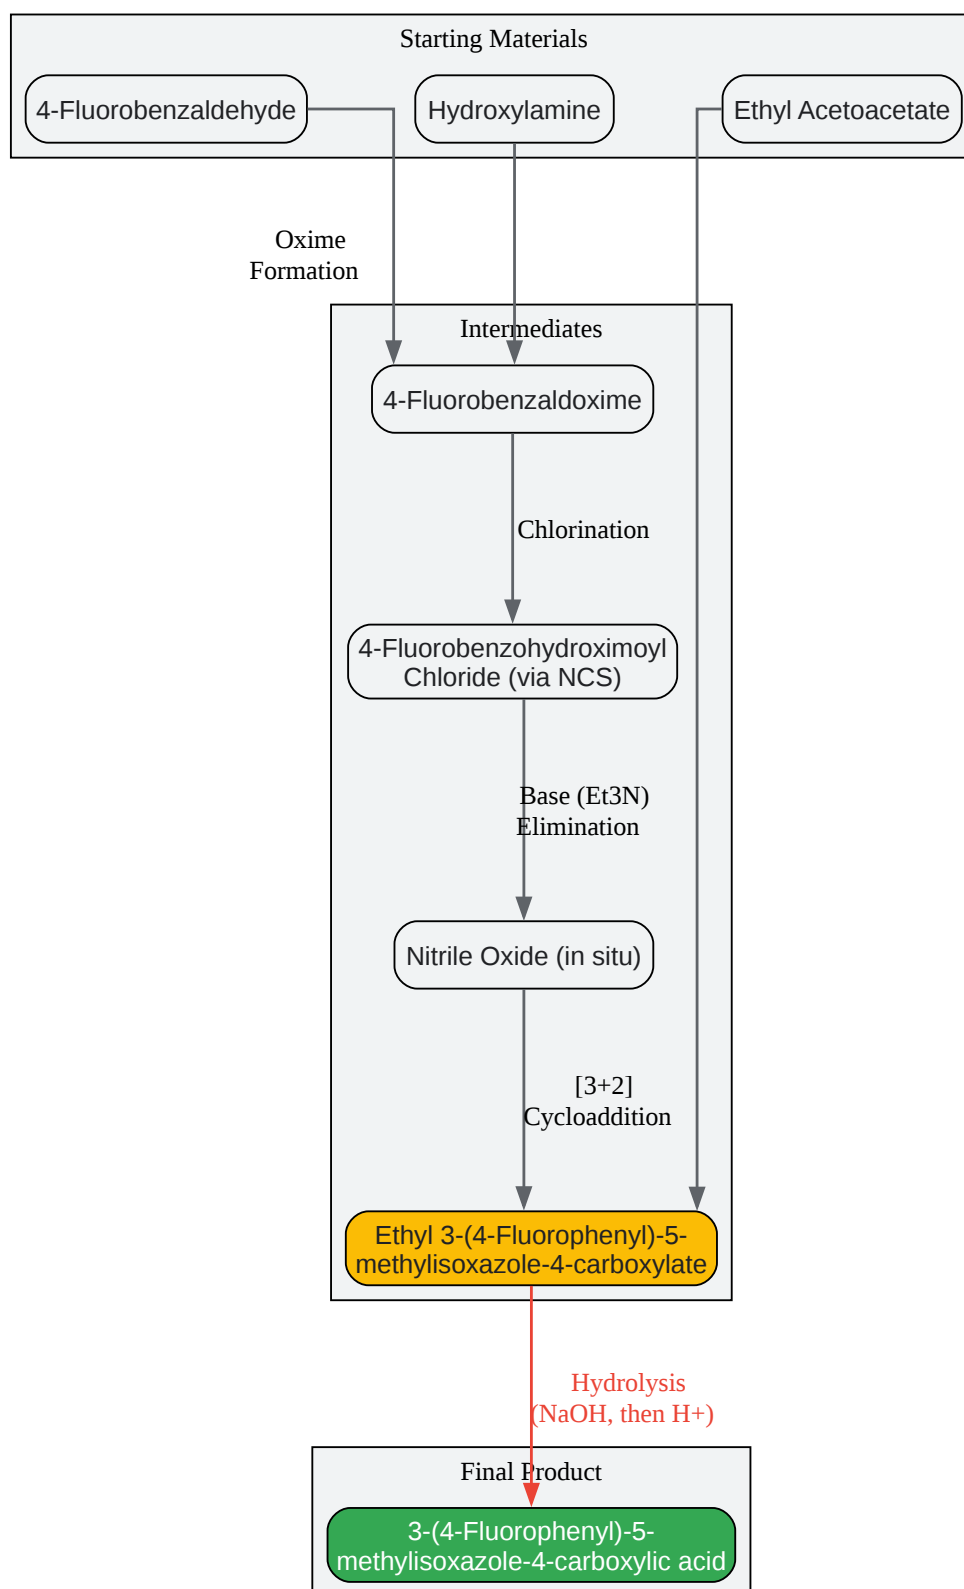 Starting Materials
4-Fluorobenzaldehyde
Hydroxylamine
Ethyl Acetoacetate
Oxime
Formation
Intermediates
4-Fluorobenzaldoxime
Chlorination
4-Fluorobenzohydroximoyl
Chloride (via NCS)
Base (Et3N)
Elimination
Nitrile Oxide (in situ)
[3+2]
Cycloaddition
Ethyl 3-(4-Fluorophenyl)-5-
methylisoxazole-4-carboxylate
Hydrolysis
(NaOH, then H+)
Final Product
3-(4-Fluorophenyl)-5-
methylisoxazole-4-carboxylic acid